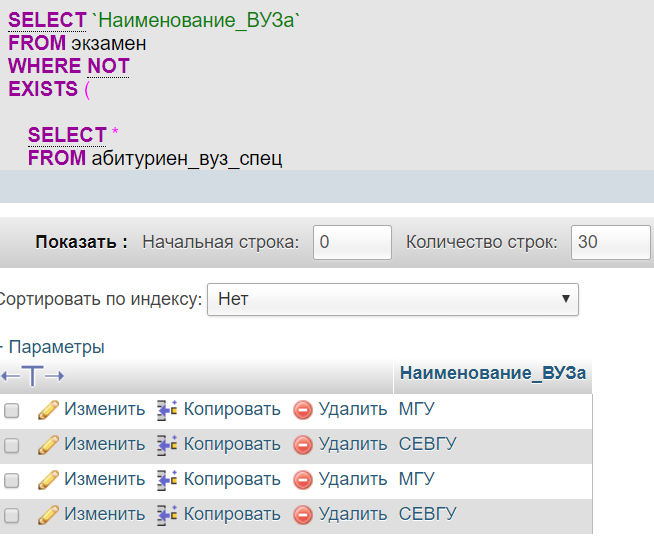 SELECT `Наименование_ВУЗа`
FROM экзамен
WHERE NOT
EXISTS (
SELECT *
FROM абитуриен_вуз_спец
Показать : Начальная строка: 0 Количество строк: 30
Сортировать по индексу: Нет
Параметры
←T→ Наименование_ВУЗа
Изменить Копировать Удалить МГУ
Изменить Копировать Удалить СЕВГУ
Изменить Копировать Удалить МГУ
Изменить Копировать Удалить СЕВГУ